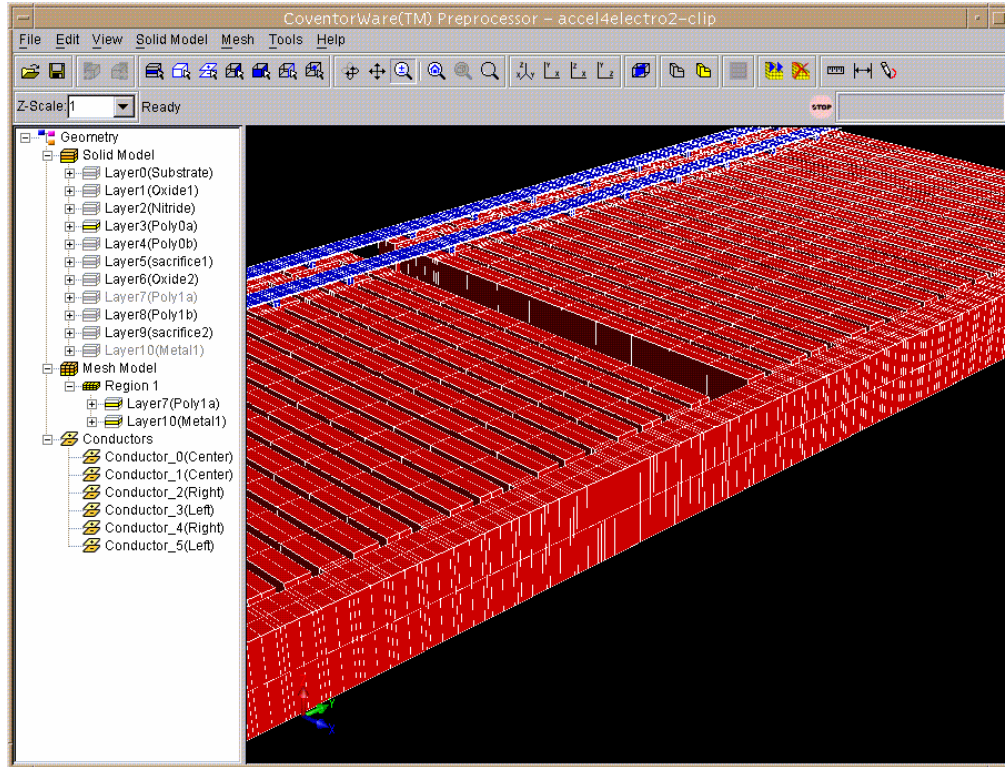 CoventorWare(TM) Preprocessor - accel4electro2-clip
File Edit View Solid Model Mesh Tools Help
Z-Scale: 1 Ready STOP
Geometry
Solid Model
Layer0(Substrate)
Layer1(Oxide1)
Layer2(Nitride)
Layer3(Poly0a)
Layer4(Poly0b)
Layer5(sacrifice1)
Layer6(Oxide2)
Layer7(Poly1a)
Layer8(Poly1b)
Layer9(sacrifice2)
Layer10(Metal1)
Mesh Model
Region 1
Layer7(Poly1a)
Layer10(Metal1)
Conductors
Conductor_0(Center)
Conductor_1(Center)
Conductor_2(Right)
Conductor_3(Left)
Conductor_4(Right)
Conductor_5(Left)